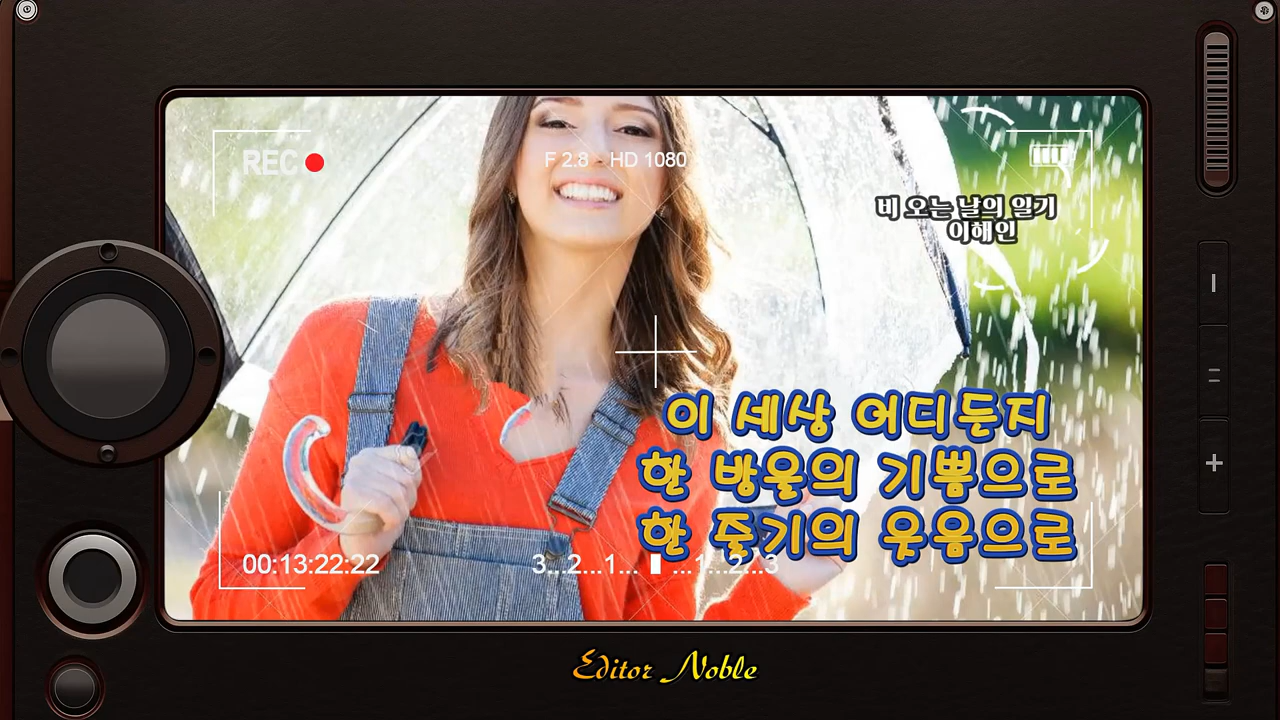 REC
F 2.8 HD 1080
비 오는 날의 일기
이해인
이 세상 어디든지
한 방울의 기쁨으로
한 줄기의 웃음으로
00:13:22:22
3...2...1... ...1...2...3
Editor Noble